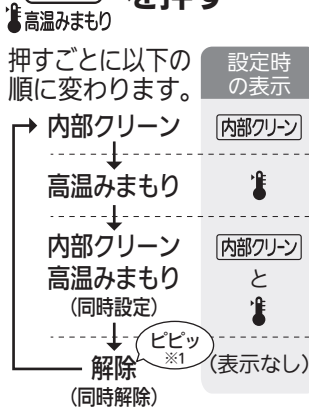 を押す
高温みまもり
押すごとに以下の
順に変わります。
設定時
の表示
内部クリーン
内部クリーン
高温みまもり
内部クリーン
高温みまもり
(同時設定)
内部クリーン
と
ピピッ
※1
解除
(表示なし)
(同時解除)